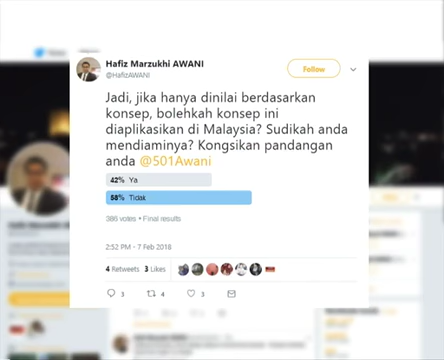 Hafiz Marzukhi AWANI
@HafizAWANI
Follow
Jadi, jika hanya dinilai berdasarkan
konsep, bolehkah konsep ini
diaplikasikan di Malaysia? Sudikah anda
mendiaminya? Kongsikan pandangan
anda @501Awani
42% Ya
58% Tidak
386 votes • Final results
2:52 PM - 7 Feb 2018
4 Retweets 3 Likes
3 4 3